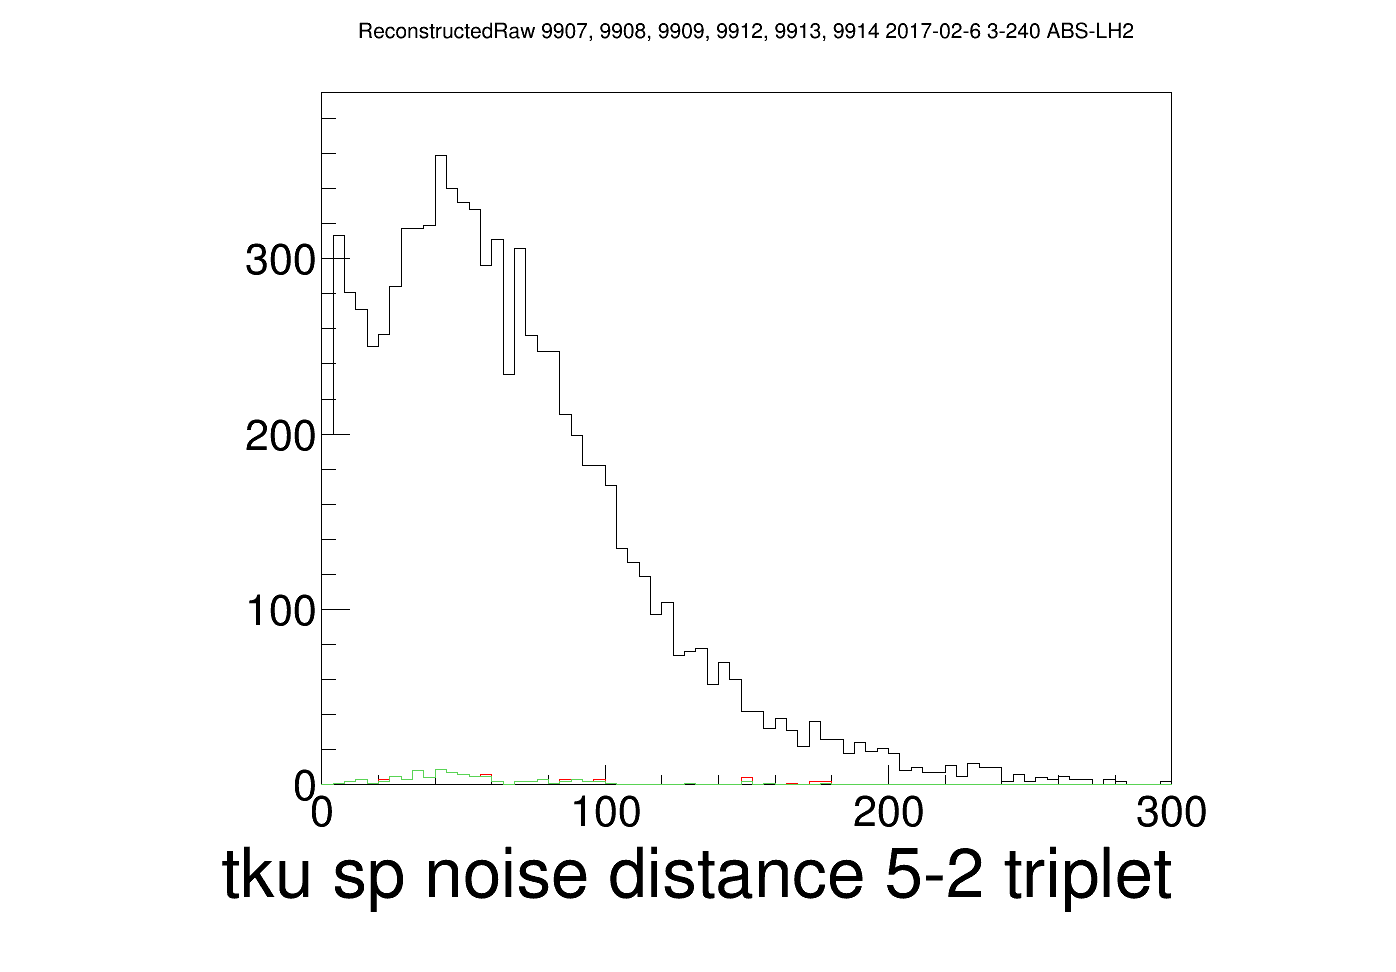 ReconstructedRaw 9907, 9908, 9909, 9912, 9913, 9914 2017-02-6 3-240 ABS-LH2
300
200
100
0
0 100 200 300
tku sp noise distance 5-2 triplet